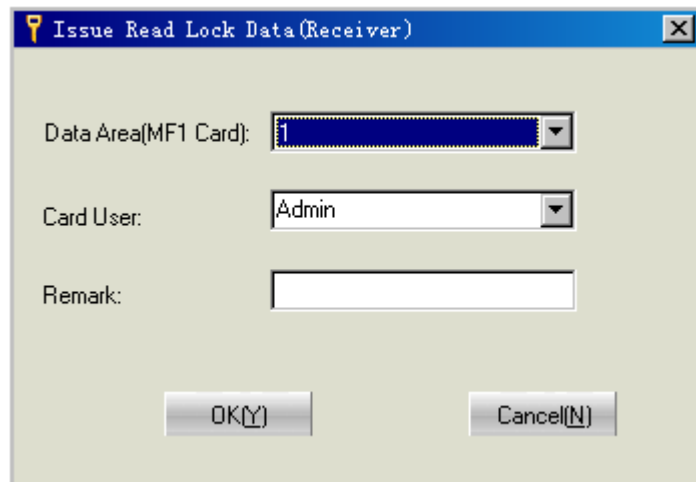 Issue Read Lock Data(Receiver)
Data Area(MF1 Card): 1
Card User: Admin
Remark:
OK(Y) Cancel(N)